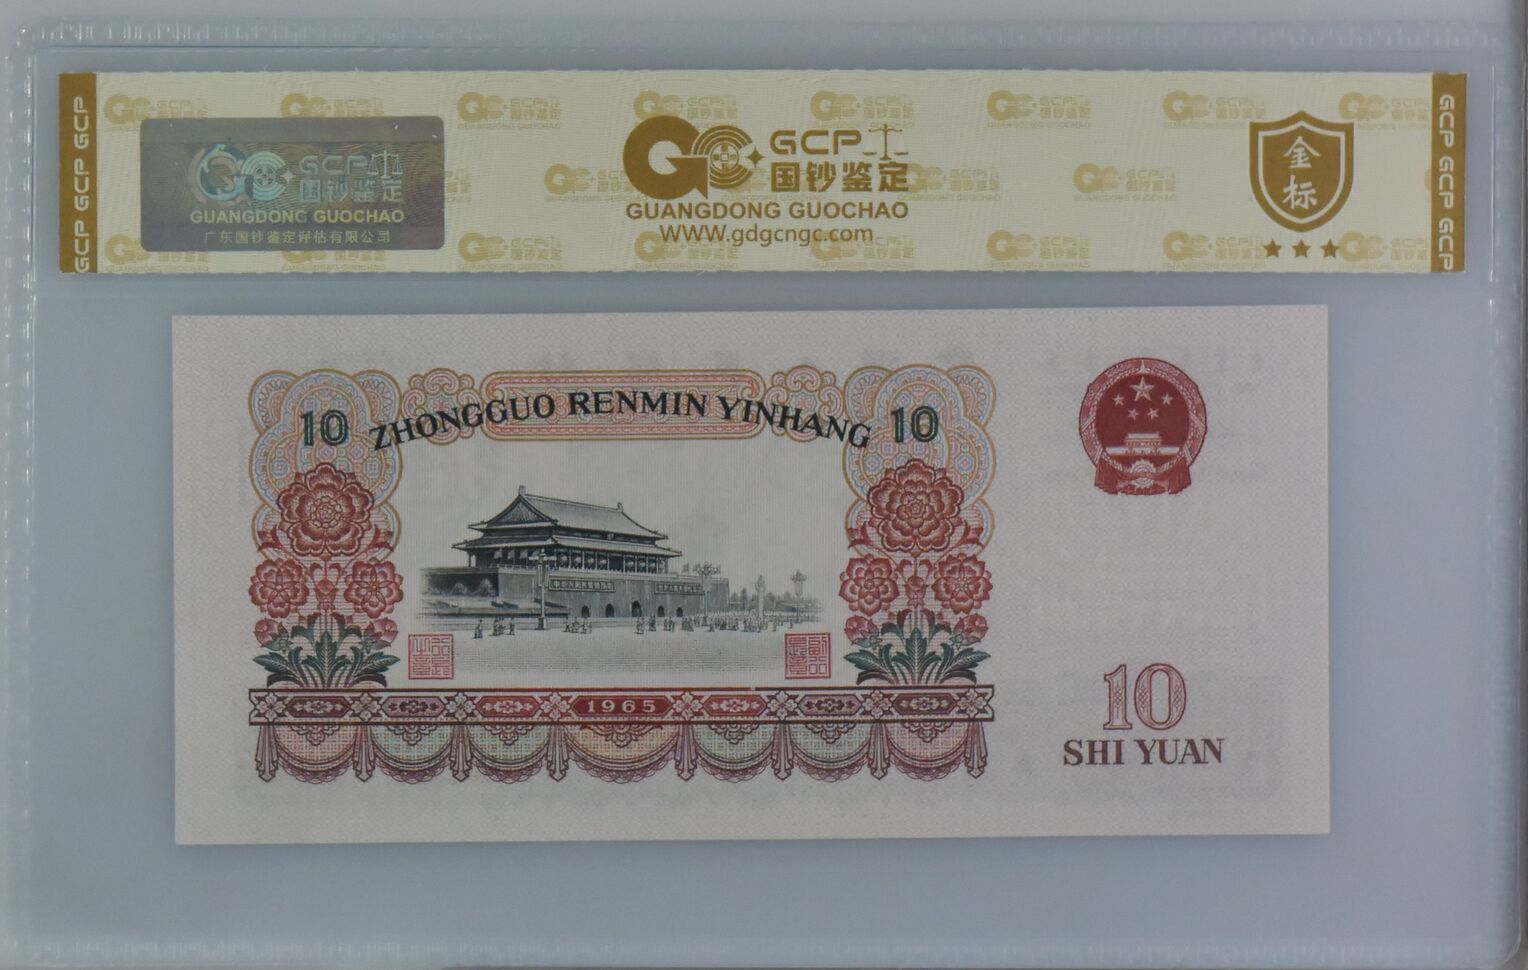 GCP GCP GCP
GCP 国钞鉴定
GUANGDONG GUOCHAO
广东国钞鉴定评估有限公司
GCP
国钞鉴定
GUANGDONG GUOCHAO
WWW.gdgcngc.com
金标
GCP GCP GCP
10 ZHONGGUO RENMIN YINHANG 10
1965
10
SHI YUAN